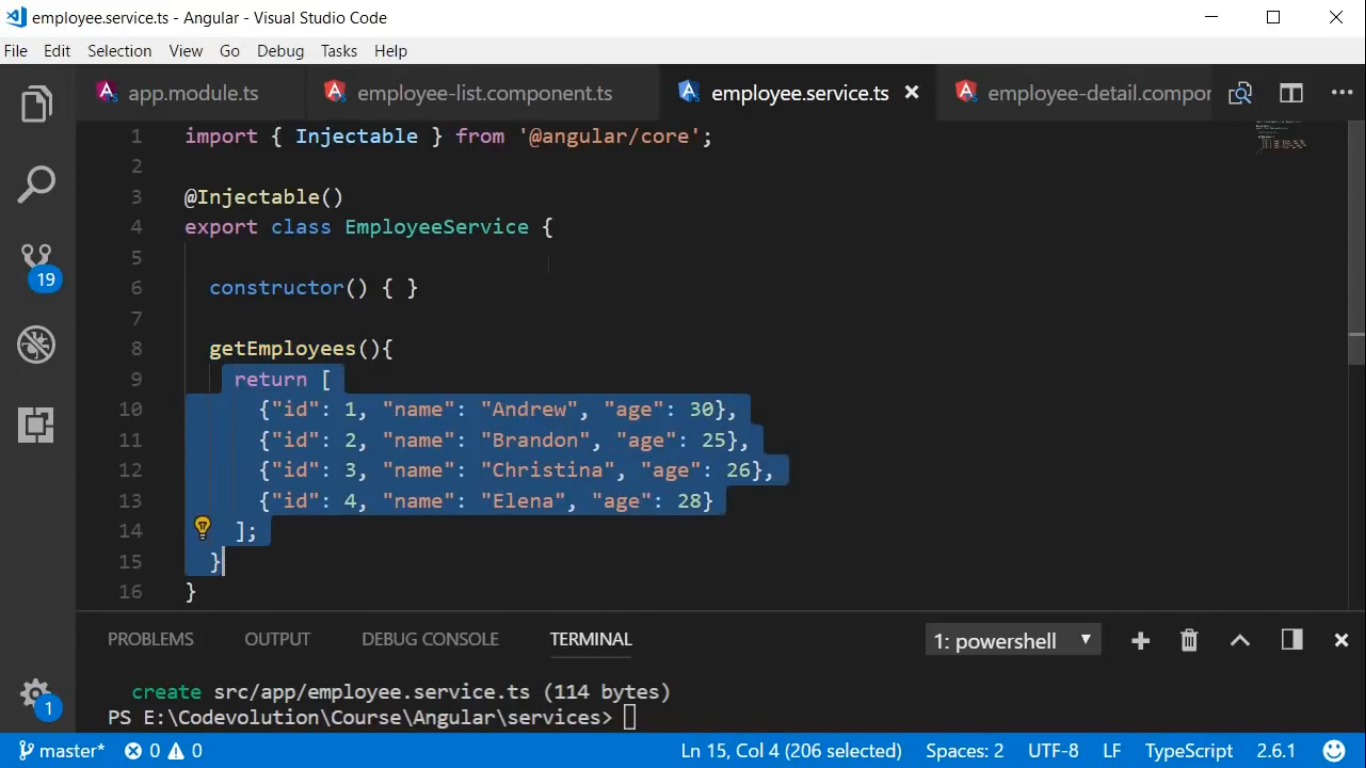 employee.service.ts - Angular - Visual Studio Code
File Edit Selection View Go Debug Tasks Help
app.module.ts employee-list.component.ts employee.service.ts employee-detail.compor
1 import { Injectable } from '@angular/core';
2
3 @Injectable()
4 export class EmployeeService {
5
6 constructor() { }
7
8 getEmployees(){
9 return [
10 {"id": 1, "name": "Andrew", "age": 30},
11 {"id": 2, "name": "Brandon", "age": 25},
12 {"id": 3, "name": "Christina", "age": 26},
13 {"id": 4, "name": "Elena", "age": 28}
14 ];
15 }
16 }
19
1
PROBLEMS OUTPUT DEBUG CONSOLE TERMINAL 1: powershell
create src/app/employee.service.ts (114 bytes)
PS E:\Codevolution\Course\Angular\services>
master* 0 0 Ln 15, Col 4 (206 selected) Spaces: 2 UTF-8 LF TypeScript 2.6.1